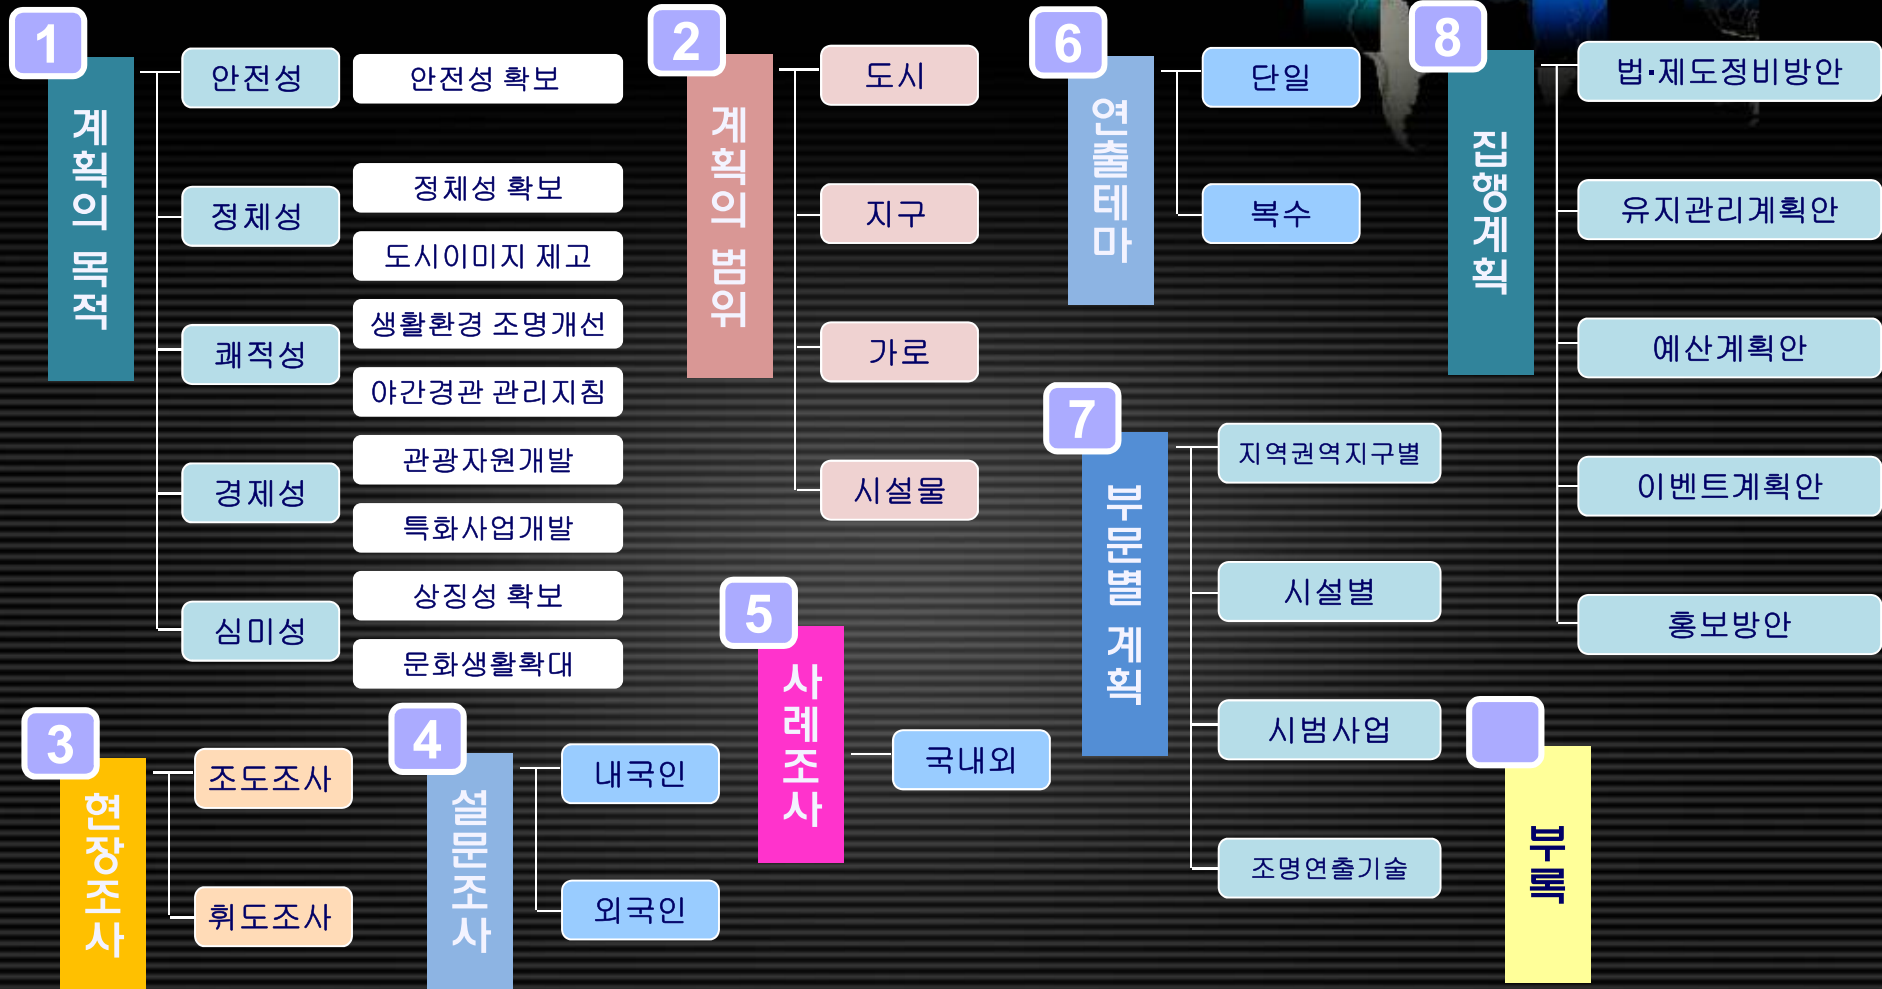 1
계획의 목적
안전성
안전성 확보
정체성
정체성 확보
도시이미지 제고
쾌적성
생활환경 조명개선
야간경관 관리지침
경제성
관광자원개발
특화사업개발
심미성
상징성 확보
문화생활확대
2
계획의 범위
도시
지구
가로
시설물
3
현장조사
조도조사
휘도조사
4
설문조사
내국인
외국인
5
사례조사
국내외
6
연출테마
단일
복수
7
부문별 계획
지역권역지구별
시설별
시범사업
조명연출기술
8
집행계획
법·제도정비방안
유지관리계획안
예산계획안
이벤트계획안
홍보방안
부록